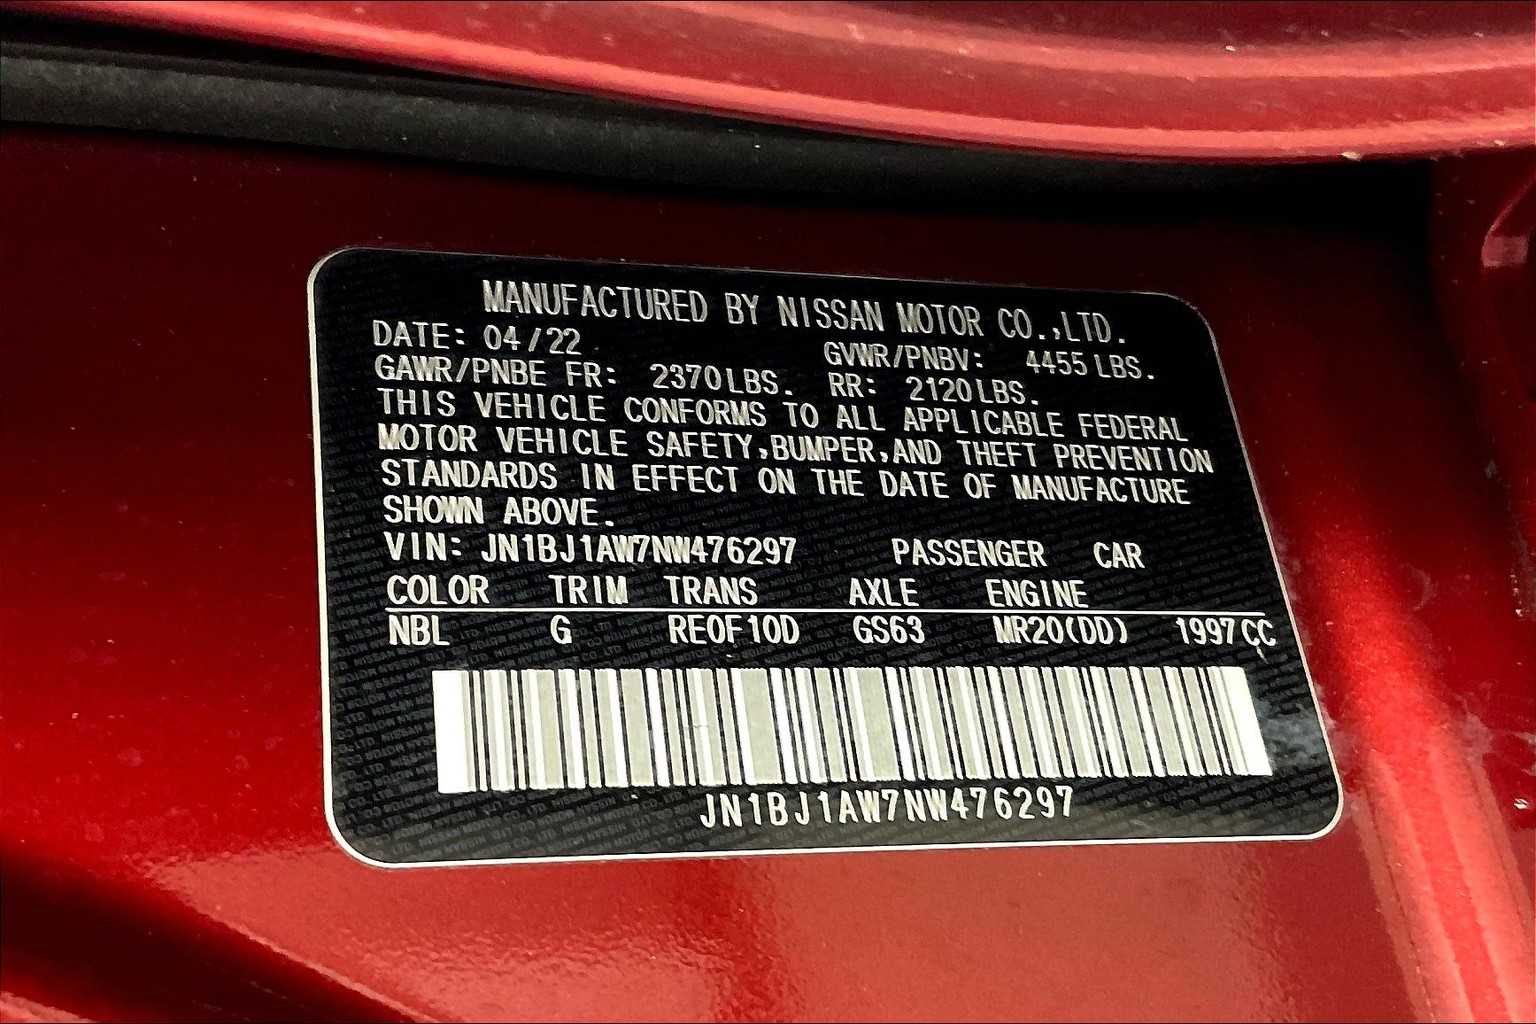 MANUFACTURED BY NISSAN MOTOR CO.,LTD.
DATE: 04/22 GVWR/PNBV: 4455 LBS.
GAWR/PNBE FR: 2370LBS. RR: 2120LBS.
THIS VEHICLE CONFORMS TO ALL APPLICABLE FEDERAL
MOTOR VEHICLE SAFETY,BUMPER,AND THEFT PREVENTION
STANDARDS IN EFFECT ON THE DATE OF MANUFACTURE
SHOWN ABOVE.
VIN: JN1BJ1AW7NW476297 PASSENGER CAR
COLOR TRIM TRANS AXLE ENGINE
NBL G RE0F10D GS63 MR20(DD) 1997CC
JN1BJ1AW7NW476297